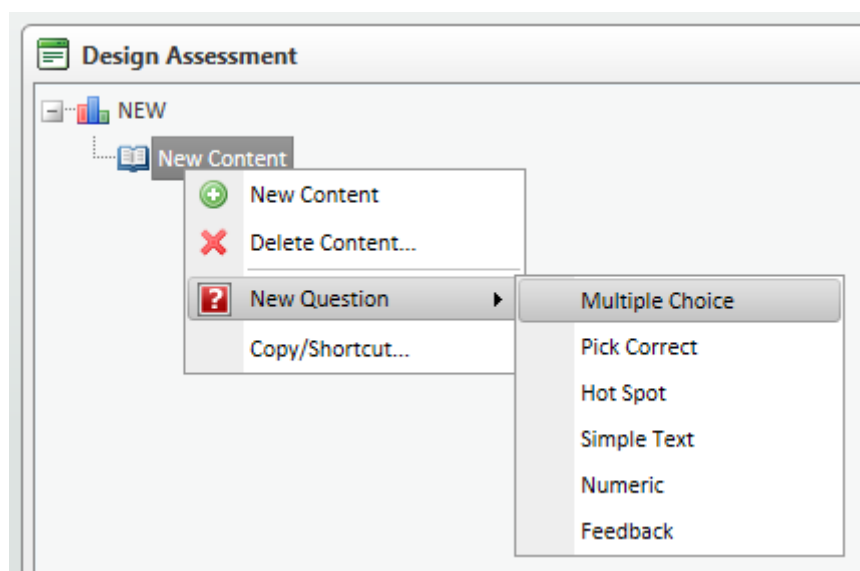 Design Assessment
NEW
New Content
New Content
Delete Content...
New Question
Multiple Choice
Copy/Shortcut...
Pick Correct
Hot Spot
Simple Text
Numeric
Feedback